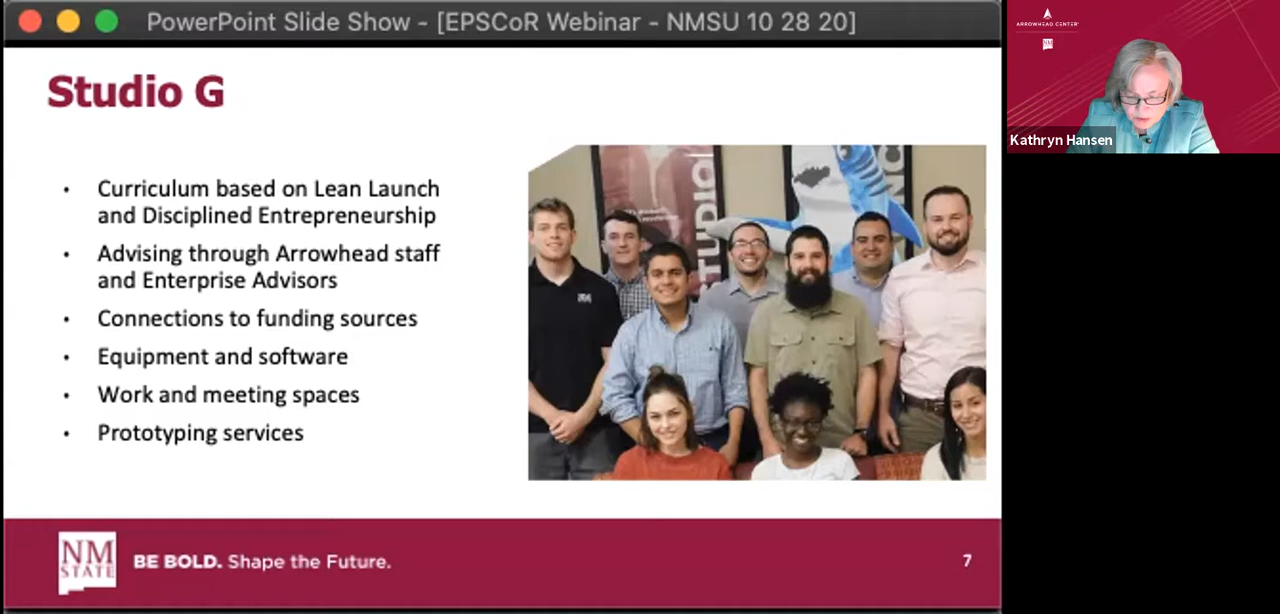 PowerPoint Slide Show - [EPSCoR Webinar - NMSU 10 28 20]
Studio G
• Curriculum based on Lean Launch
and Disciplined Entrepreneurship
• Advising through Arrowhead staff
and Enterprise Advisors
• Connections to funding sources
• Equipment and software
• Work and meeting spaces
• Prototyping services
STUDIO
NM
STATE
BE BOLD. Shape the Future.
7
ARROWHEAD CENTER
NM
Kathryn Hansen